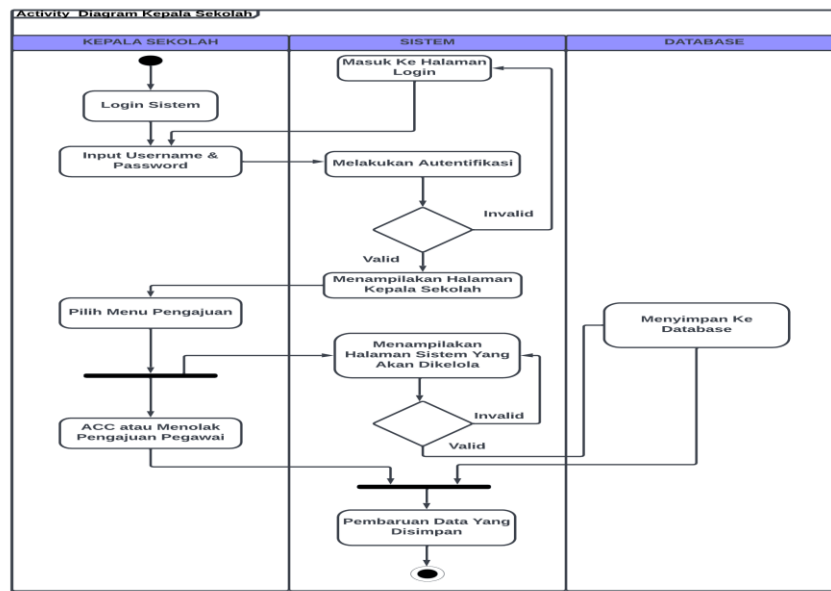 Activity Diagram Kepala Sekolah
KEPALA SEKOLAH
SISTEM
DATABASE
Masuk Ke Halaman
Login
Login Sistem
Input Username &
Password
Melakukan Autentifikasi
Invalid
Valid
Menampilakan Halaman
Kepala Sekolah
Pilih Menu Pengajuan
Menyimpan Ke
Database
Menampilakan
Halaman Sistem Yang
Akan Dikelola
Invalid
ACC atau Menolak
Pengajuan Pegawai
Valid
Pembaruan Data Yang
Disimpan